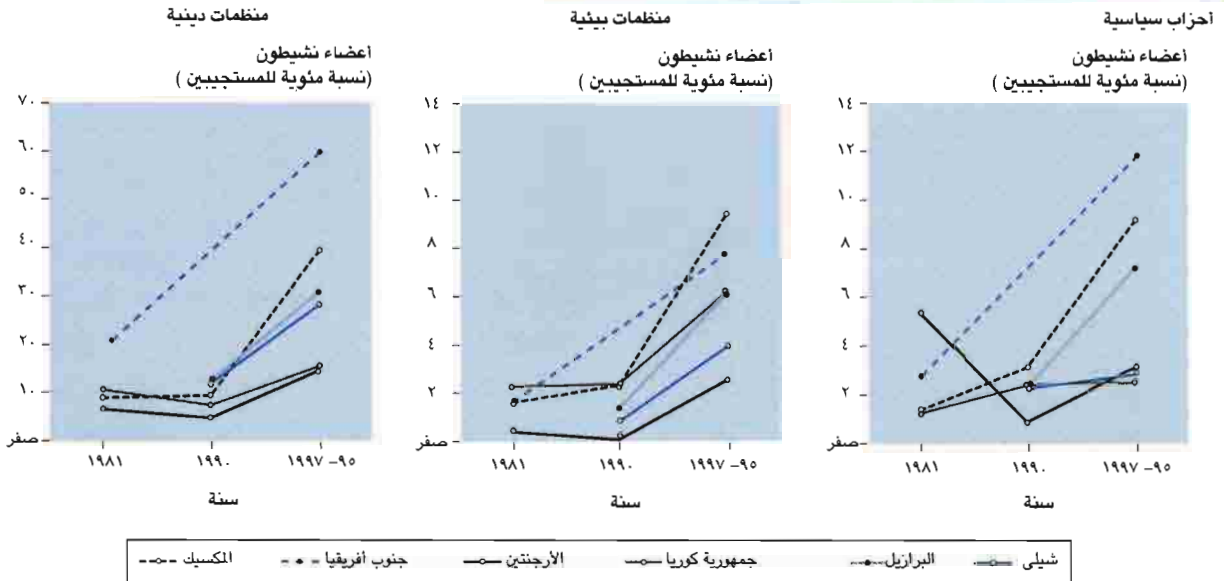 أحزاب سياسية
أعضاء نشيطون
(نسبة مئوية للمستجيبين )
١٤
١٢
١٠
٨
٦
٤
٢
صفر
١٩٨١
١٩٩٠
١٩٩٧ -٩٥
سنة
منظمات بيئية
أعضاء نشيطون
(نسبة مئوية للمستجيبين )
١٤
١٢
١٠
٨
٦
٤
٢
صفر
١٩٨١
١٩٩٠
١٩٩٧ -٩٥
سنة
منظمات دينية
أعضاء نشيطون
(نسبة مئوية للمستجيبين )
٧٠
٦٠
٥٠
٤٠
٣٠
٢٠
١٠
صفر
١٩٨١
١٩٩٠
١٩٩٧ -٩٥
سنة
شيلى البرازيل جمهورية كوريا الأرجنتين جنوب أفريقيا المكسيك